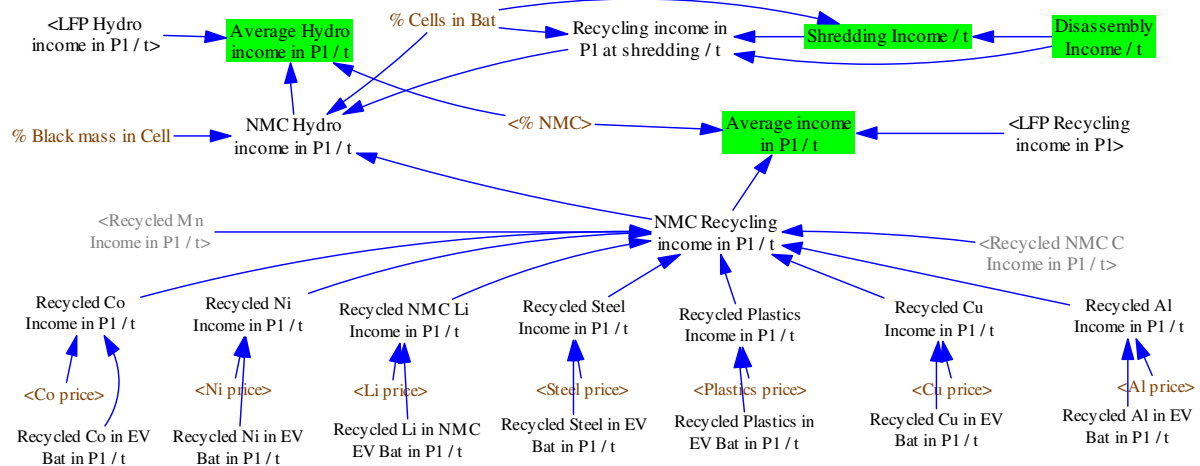 <LFP Hydro
income in P1 / t>
Average Hydro
income in P1 / t
% Cells in Bat
Recycling income in
P1 at shredding / t
Shredding Income / t
Disassembly
Income / t
% Black mass in Cell
NMC Hydro
income in P1 / t
<% NMC>
Average income
in P1 / t
<LFP Recycling
income in P1>
<Recycled Mn
Income in P1 / t>
NMC Recycling
income in P1 / t
<Recycled NMC C
Income in P1 / t>
Recycled Co
Income in P1 / t
Recycled Ni
Income in P1 / t
Recycled NMC Li
Income in P1 / t
Recycled Steel
Income in P1 / t
Recycled Plastics
Income in P1 / t
Recycled Cu
Income in P1 / t
Recycled Al
Income in P1 / t
<Co price>
<Ni price>
<Li price>
<Steel price>
<Plastics price>
<Cu price>
<Al price>
Recycled Co in EV
Bat in P1 / t
Recycled Ni in EV
Bat in P1 / t
Recycled Li in NMC
EV Bat in P1 / t
Recycled Steel in EV
Bat in P1 / t
Recycled Plastics in
EV Bat in P1 / t
Recycled Cu in EV
Bat in P1 / t
Recycled Al in EV
Bat in P1 / t